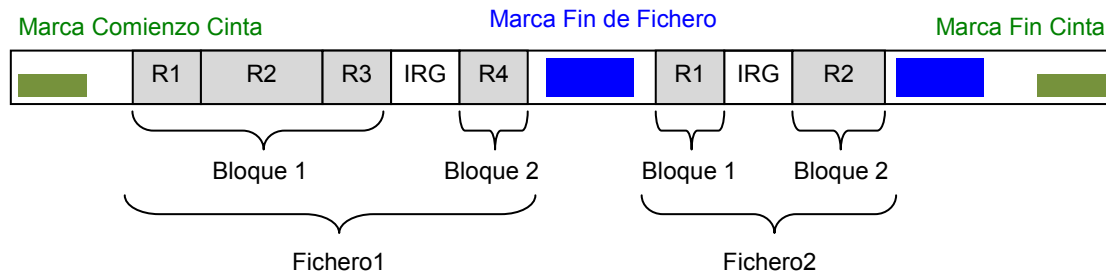 Marca Comienzo Cinta Marca Fin de Fichero Marca Fin Cinta
R1 R2 R3 IRG R4 R1 IRG R2
Bloque 1 Bloque 2 Bloque 1 Bloque 2
Fichero1 Fichero2